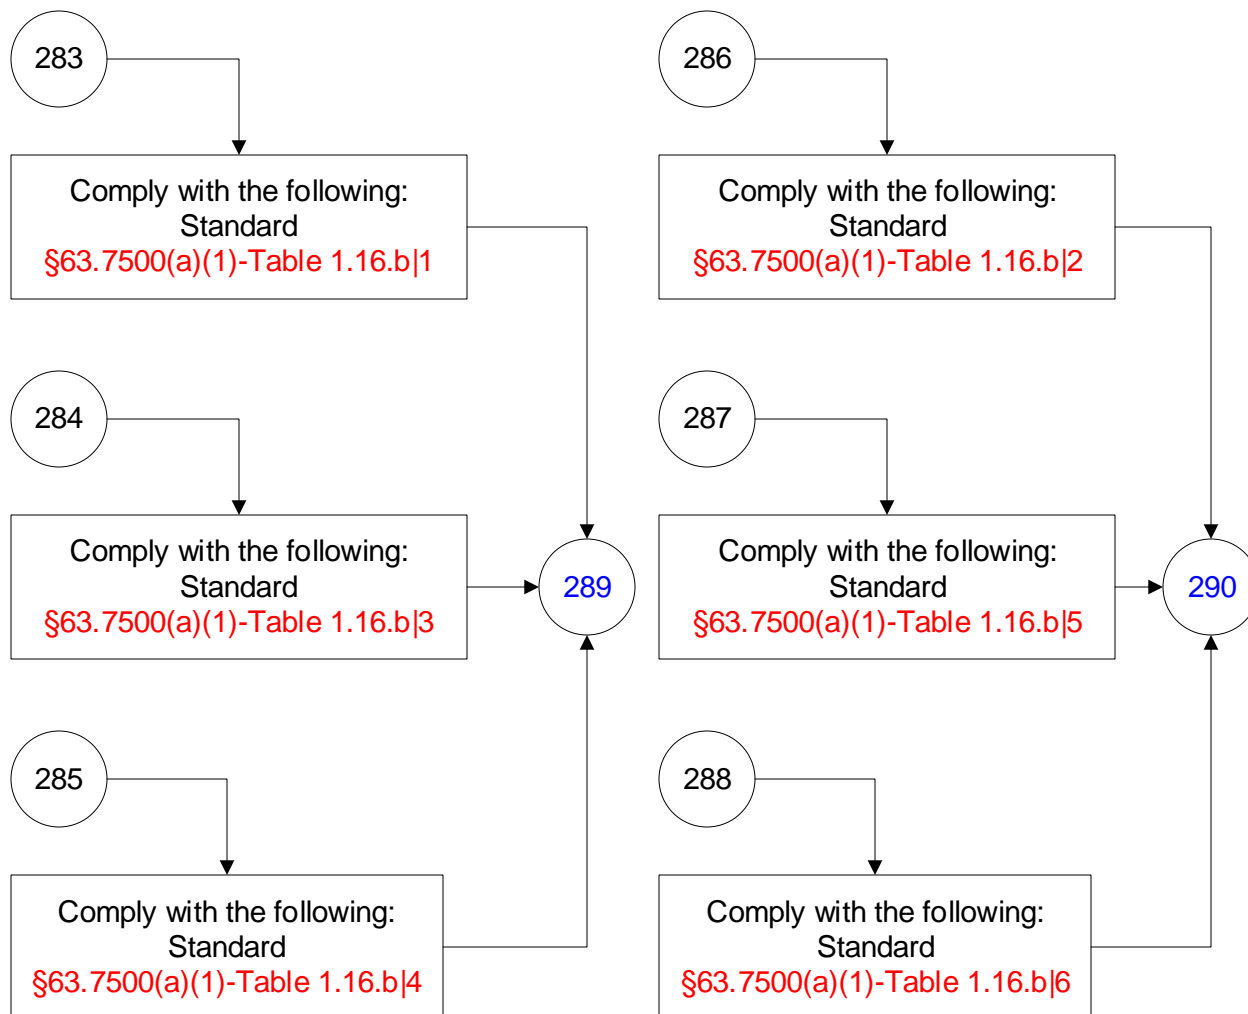 283
Comply with the following:
Standard
§63.7500(a)(1)-Table 1.16.b|1
284
Comply with the following:
Standard
§63.7500(a)(1)-Table 1.16.b|3
289
285
Comply with the following:
Standard
§63.7500(a)(1)-Table 1.16.b|4
286
Comply with the following:
Standard
§63.7500(a)(1)-Table 1.16.b|2
287
Comply with the following:
Standard
§63.7500(a)(1)-Table 1.16.b|5
290
288
Comply with the following:
Standard
§63.7500(a)(1)-Table 1.16.b|6